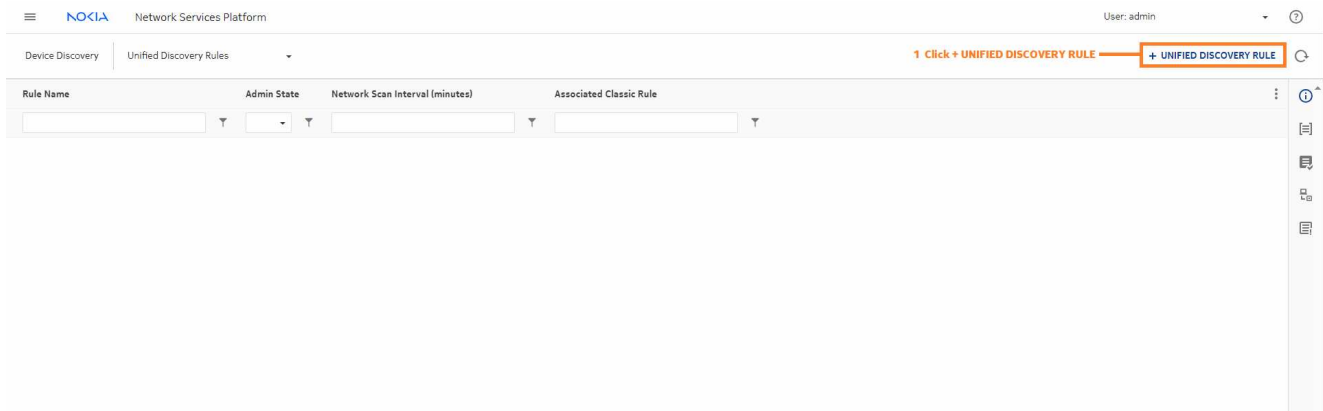 NOKIA Network Services Platform User: admin
Device Discovery Unified Discovery Rules 1 Click + UNIFIED DISCOVERY RULE + UNIFIED DISCOVERY RULE
Rule Name Admin State Network Scan Interval (minutes) Associated Classic Rule